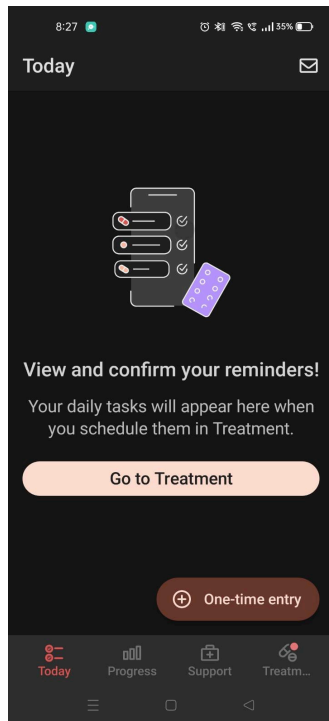 8:27
35%
Today
View and confirm your reminders!
Your daily tasks will appear here when
you schedule them in Treatment.
Go to Treatment
One-time entry
Today
Progress
Support
Treatm...